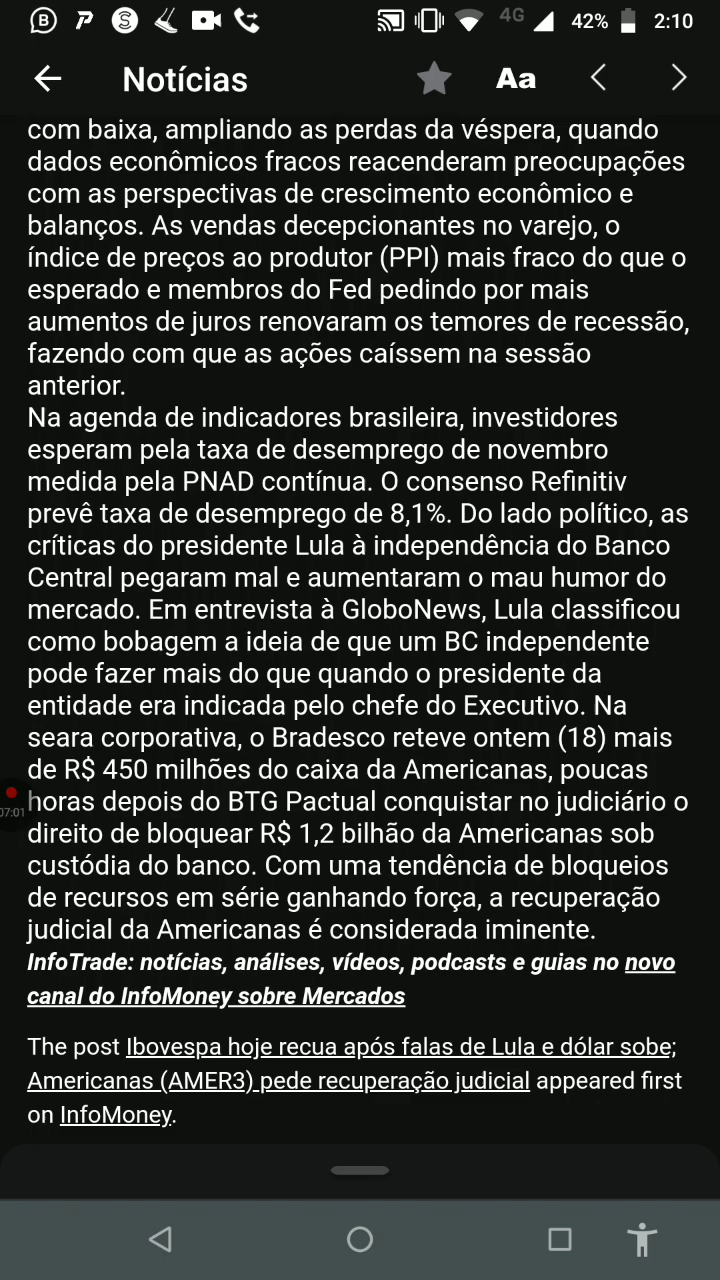 4G
42%
2:10
Notícias
Aa
com baixa, ampliando as perdas da véspera, quando
dados econômicos fracos reacenderam preocupações
com as perspectivas de crescimento econômico e
balanços. As vendas decepcionantes no varejo, o
índice de preços ao produtor (PPI) mais fraco do que o
esperado e membros do Fed pedindo por mais
aumentos de juros renovaram os temores de recessão,
fazendo com que as ações caíssem na sessão
anterior.
Na agenda de indicadores brasileira, investidores
esperam pela taxa de desemprego de novembro
medida pela PNAD contínua. O consenso Refinitiv
prevê taxa de desemprego de 8,1%. Do lado político, as
críticas do presidente Lula à independência do Banco
Central pegaram mal e aumentaram o mau humor do
mercado. Em entrevista à GloboNews, Lula classificou
como bobagem a ideia de que um BC independente
pode fazer mais do que quando o presidente da
entidade era indicada pelo chefe do Executivo. Na
seara corporativa, o Bradesco reteve ontem (18) mais
de R$ 450 milhões do caixa da Americanas, poucas
07:01
horas depois do BTG Pactual conquistar no judiciário o
direito de bloquear R$ 1,2 bilhão da Americanas sob
custódia do banco. Com uma tendência de bloqueios
de recursos em série ganhando força, a recuperação
judicial da Americanas é considerada iminente.
InfoTrade: notícias, análises, vídeos, podcasts e guias no novo
canal do InfoMoney sobre Mercados
The post Ibovespa hoje recua após falas de Lula e dólar sobe;
Americanas (AMER3) pede recuperação judicial appeared first
on InfoMoney.